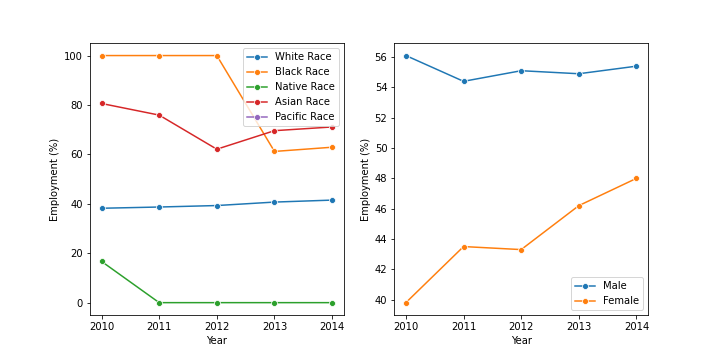 100
80
60
40
20
0
Employment (%)
2010 2011 2012 2013 2014
Year
White Race
Black Race
Native Race
Asian Race
Pacific Race
56
54
52
50
48
46
44
42
40
Employment (%)
2010 2011 2012 2013 2014
Year
Male
Female